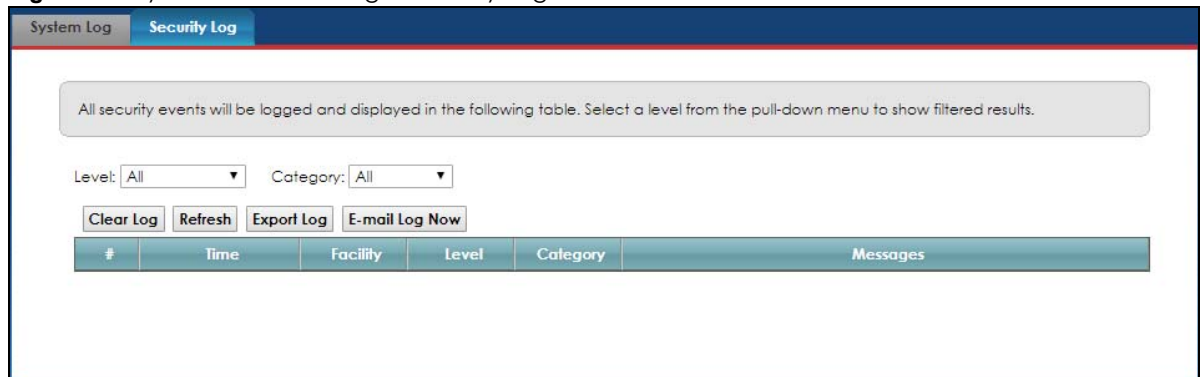 System Log Security Log
All security events will be logged and displayed in the following table. Select a level from the pull-down menu to show filtered results.
Level: All Category: All
Clear Log Refresh Export Log E-mail Log Now
# Time Facility Level Category Messages